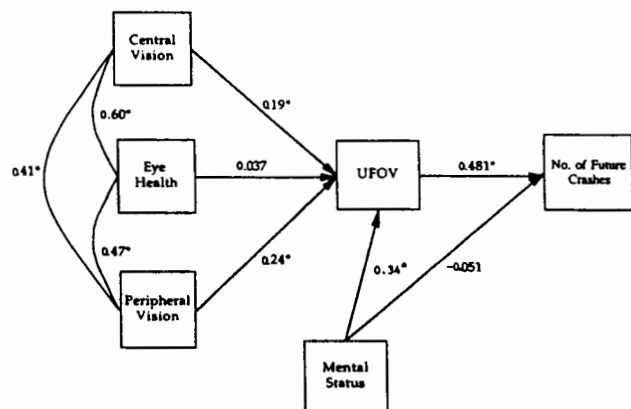 Central
Vision
0.19*
0.60*
0.41*
Eye
Health
0.037
UFOV
0.481*
No. of Future
Crashes
0.47*
0.24*
0.34*
-0.051
Peripheral
Vision
Mental
Status